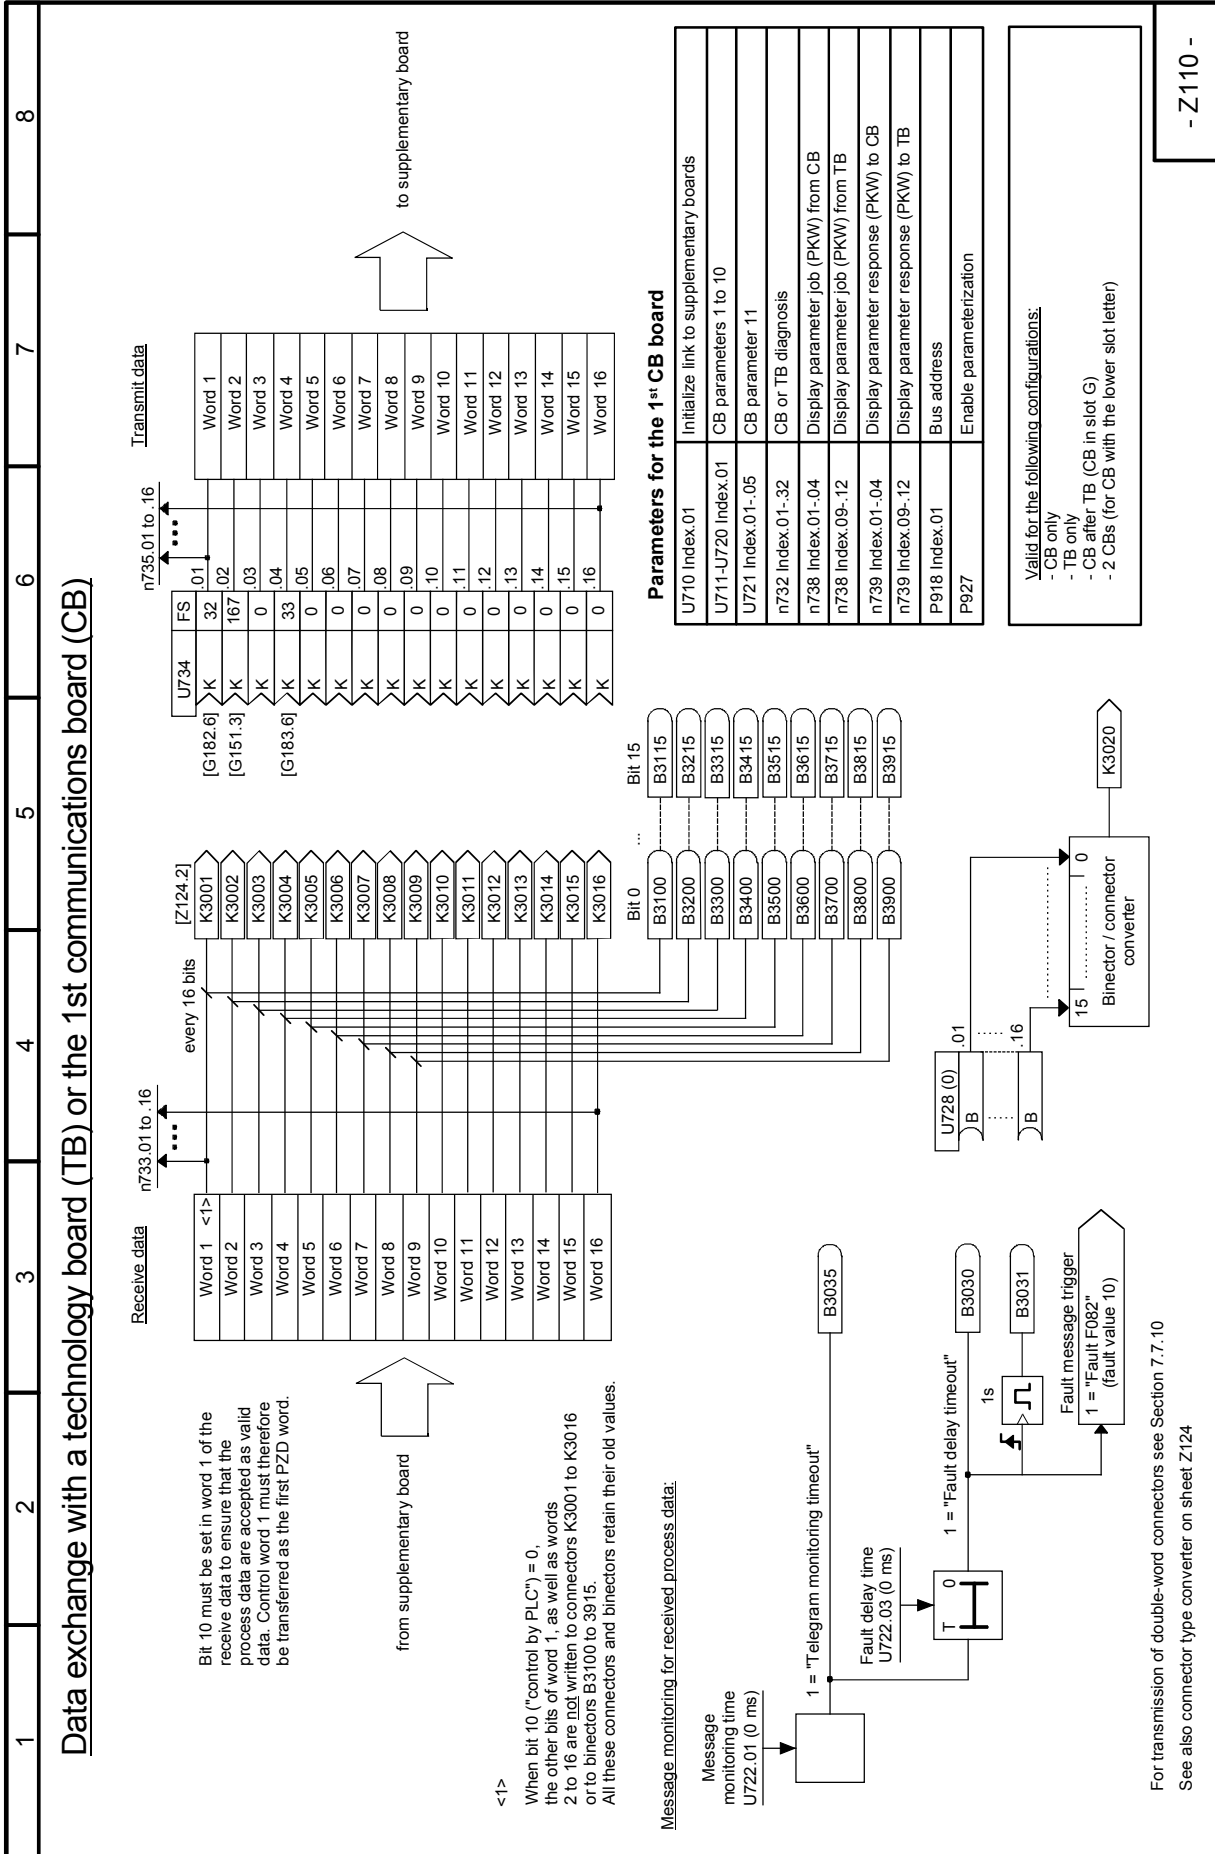 1 2 3 4 5 6 7 8
Data exchange with a technology board (TB) or the 1st communications board (CB)
Bit 10 must be set in word 1 of the
receive data to ensure that the
process data are accepted as valid
data. Control word 1 must therefore
be transferred as the first PZD word.
from supplementary board
<1>
When bit 10 ("control by PLC") = 0,
the other bits of word 1, as well as words
2 to 16 are not written to connectors K3001 to K3016
or to binectors B3100 to 3915.
All these connectors and binectors retain their old values.
Receive data
Word 1 <1>
Word 2
Word 3
Word 4
Word 5
Word 6
Word 7
Word 8
Word 9
Word 10
Word 11
Word 12
Word 13
Word 14
Word 15
Word 16
n733.01 to .16
every 16 bits
[Z124.2]
K3001
K3002
K3003
K3004
K3005
K3006
K3007
K3008
K3009
K3010
K3011
K3012
K3013
K3014
K3015
K3016
Bit 0 ... Bit 15
B3100 B3115
B3200 B3215
B3300 B3315
B3400 B3415
B3500 B3515
B3600 B3615
B3700 B3715
B3800 B3815
B3900 B3915
U734 FS
[G182.6] K 32 .01
[G151.3] K 167 .02
K 0 .03
[G183.6] K 33 .04
K 0 .05
K 0 .06
K 0 .07
K 0 .08
K 0 .09
K 0 .10
K 0 .11
K 0 .12
K 0 .13
K 0 .14
K 0 .15
K 0 .16
n735.01 to .16
Transmit data
Word 1
Word 2
Word 3
Word 4
Word 5
Word 6
Word 7
Word 8
Word 9
Word 10
Word 11
Word 12
Word 13
Word 14
Word 15
Word 16
to supplementary board
Message monitoring for received process data:
Message
monitoring time
U722.01 (0 ms)
1 = "Telegram monitoring timeout"
B3035
Fault delay time
U722.03 (0 ms)
T 0
1 = "Fault delay timeout"
B3030
1s
B3031
Fault message trigger
1 = "Fault F082"
(fault value 10)
U728 (0)
B .01
B .16
15 0
Binector / connector
converter
K3020
Parameters for the 1st CB board
U710 Index.01 Initialize link to supplementary boards
U711-U720 Index.01 CB parameters 1 to 10
U721 Index.01-.05 CB parameter 11
n732 Index.01-.32 CB or TB diagnosis
n738 Index.01-.04 Display parameter job (PKW) from CB
n738 Index.09-.12 Display parameter job (PKW) from TB
n739 Index.01-.04 Display parameter response (PKW) to CB
n739 Index.09-.12 Display parameter response (PKW) to TB
P918 Index.01 Bus address
P927 Enable parameterization
Valid for the following configurations:
- CB only
- TB only
- CB after TB (CB in slot G)
- 2 CBs (for CB with the lower slot letter)
For transmission of double-word connectors see Section 7.7.10
See also connector type converter on sheet Z124
- Z110 -